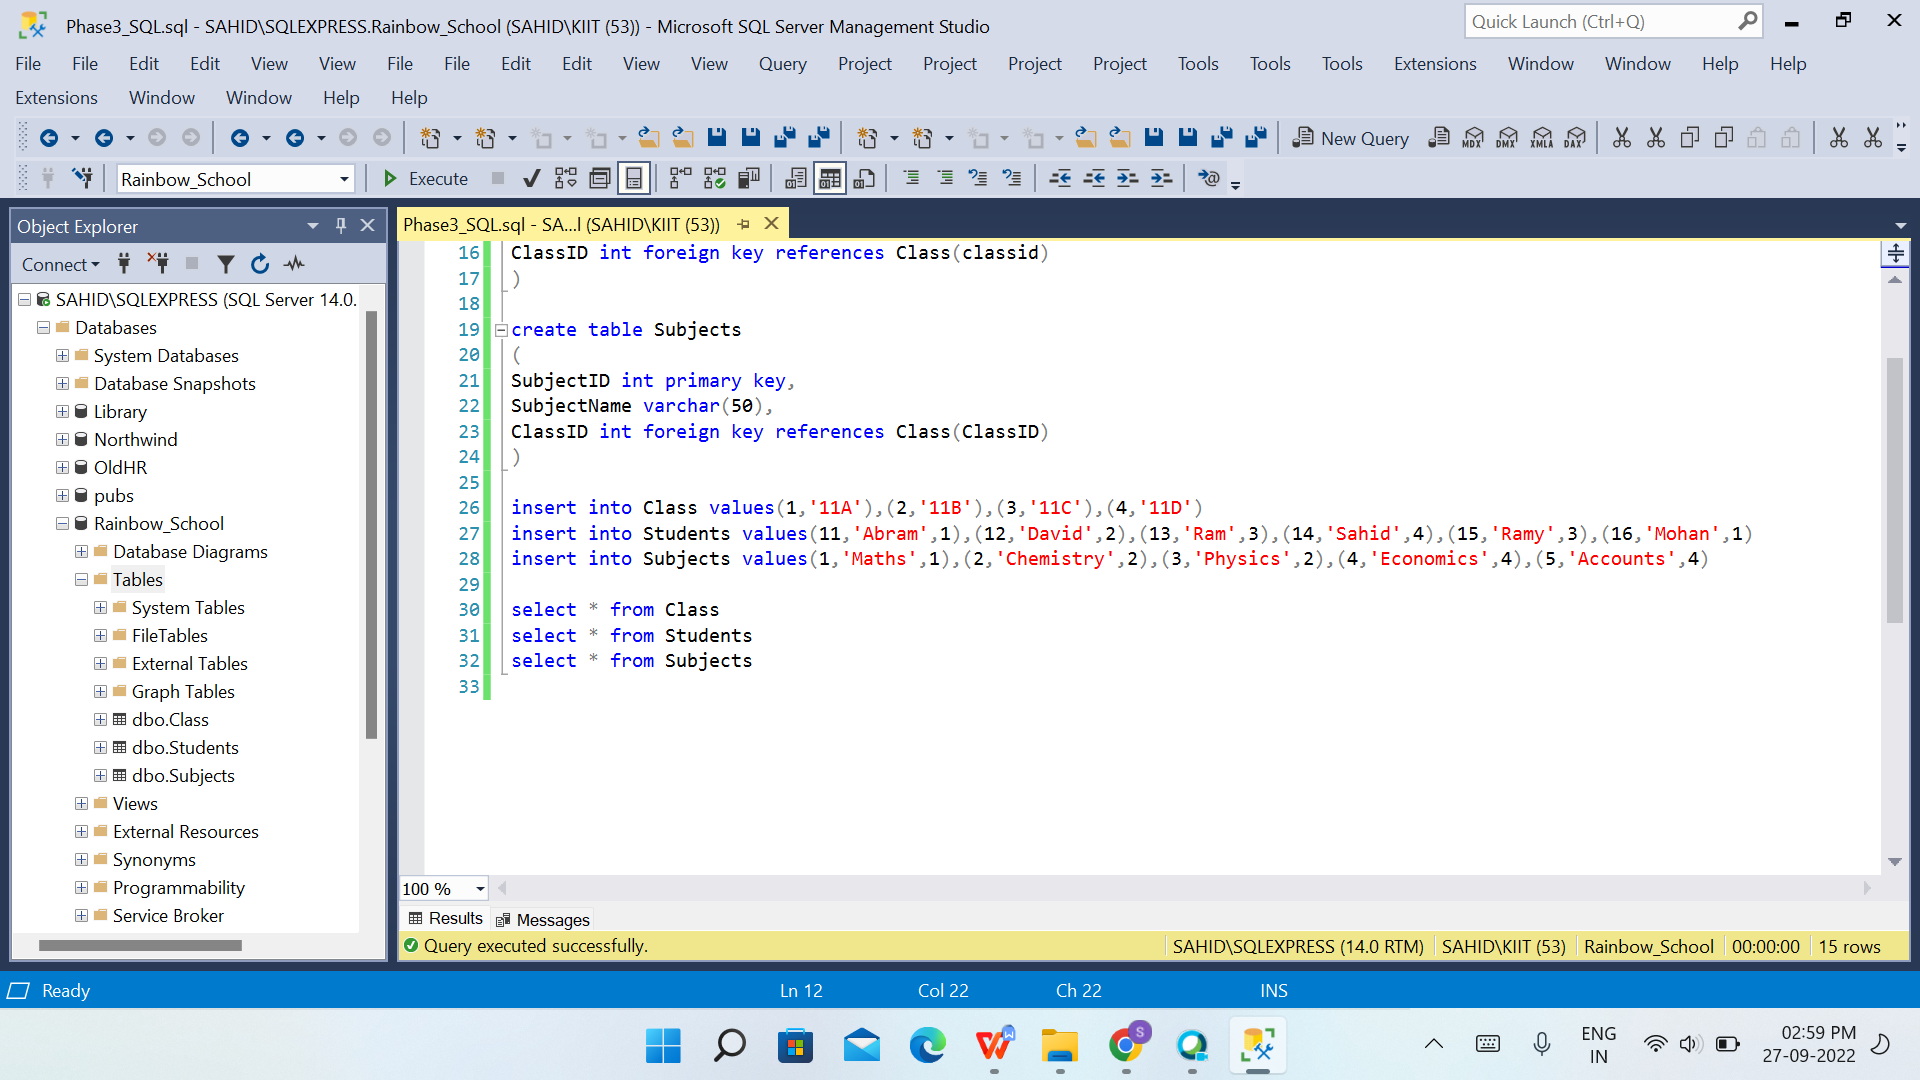 Phase3_SQL.sql - SAHID\SQLEXPRESS.Rainbow_School (SAHID\KIIT (53)) - Microsoft SQL Server Management Studio
Quick Launch (Ctrl+Q)
File File Edit Edit View View File File Edit Edit View View Query Project Project Project Project Tools Tools Tools Extensions Window Window Help Help
Extensions Window Window Help Help
New Query MDX DMX XMLA DAX
Rainbow_School Execute
Object Explorer
Connect
SAHID\SQLEXPRESS (SQL Server 14.0.
Databases
System Databases
Database Snapshots
Library
Northwind
OldHR
pubs
Rainbow_School
Database Diagrams
Tables
System Tables
FileTables
External Tables
Graph Tables
dbo.Class
dbo.Students
dbo.Subjects
Views
External Resources
Synonyms
Programmability
Service Broker
Phase3_SQL.sql - SA...l (SAHID\KIIT (53))
16 ClassID int foreign key references Class(classid)
17 )
18
19 create table Subjects
20 (
21 SubjectID int primary key,
22 SubjectName varchar(50),
23 ClassID int foreign key references Class(ClassID)
24 )
25
26 insert into Class values(1,'11A'),(2,'11B'),(3,'11C'),(4,'11D')
27 insert into Students values(11,'Abram',1),(12,'David',2),(13,'Ram',3),(14,'Sahid',4),(15,'Ramy',3),(16,'Mohan',1)
28 insert into Subjects values(1,'Maths',1),(2,'Chemistry',2),(3,'Physics',2),(4,'Economics',4),(5,'Accounts',4)
29
30 select * from Class
31 select * from Students
32 select * from Subjects
33
100 %
Results Messages
Query executed successfully. SAHID\SQLEXPRESS (14.0 RTM) SAHID\KIIT (53) Rainbow_School 00:00:00 15 rows
Ready Ln 12 Col 22 Ch 22 INS
S
ENG
IN
02:59 PM
27-09-2022